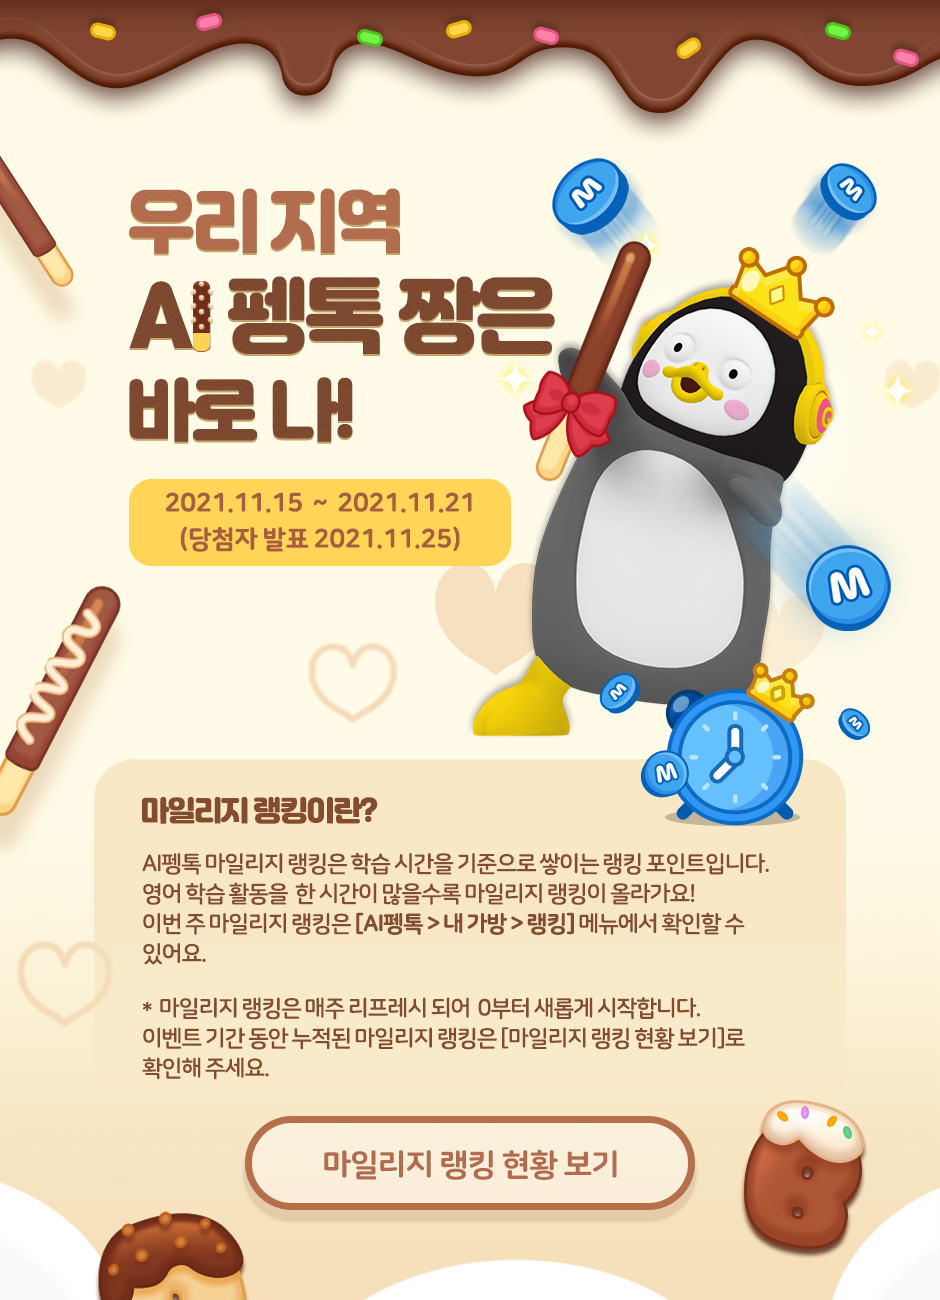 우리 지역
AI 펭톡 짱은
바로 나!
2021.11.15 ~ 2021.11.21
(당첨자 발표 2021.11.25)
M
M
M
M
M
M
마일리지 랭킹이란?
AI펭톡 마일리지 랭킹은 학습 시간을 기준으로 쌓이는 랭킹 포인트입니다.
영어 학습 활동을 한 시간이 많을수록 마일리지 랭킹이 올라가요!
이번 주 마일리지 랭킹은 [AI펭톡 > 내 가방 > 랭킹] 메뉴에서 확인할 수
있어요.
* 마일리지 랭킹은 매주 리프레시 되어 0부터 새롭게 시작합니다.
이벤트 기간 동안 누적된 마일리지 랭킹은 [마일리지 랭킹 현황 보기]로
확인해 주세요.
마일리지 랭킹 현황 보기
B